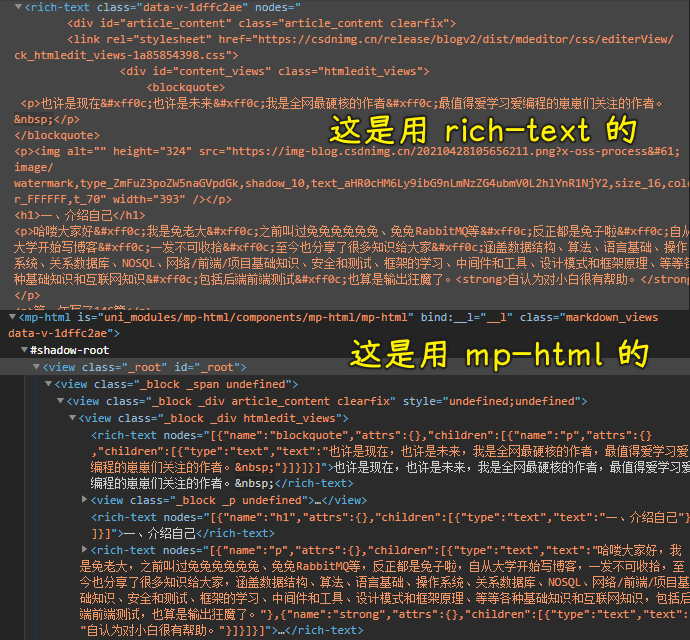 ▼<rich-text class="data-v-1dffc2ae" nodes="
<div id="article_content" class="article_content clearfix">
<link rel="stylesheet" href="https://csdnimg.cn/release/blogv2/dist/mdeditor/css/editerView/
ck_htmledit_views-1a85854398.css">
<div id="content_views" class="htmledit_views">
<blockquote>
<p>也许是现在&#xff0c;也许是未来&#xff0c;我是全网最硬核的作者&#xff0c;最值得爱学习爱编程的崽崽们关注的作者。
&nbsp;</p>
</blockquote>
这是用 rich-text 的
<p><img alt="" height="324" src="https://img-blog.csdnimg.cn/20210428105656211.png?x-oss-process&#61;
image/
watermark,type_ZmFuZ3poZW5naGVpdGk,shadow_10,text_aHR0cHM6Ly9ibG9nLmNzZG4ubmV0L2hlYnR1NjY2,size_16,colo
r_FFFFFF,t_70" width="393" /></p>
<h1>一、介绍自己</h1>
<p>哈喽大家好&#xff0c;我是兔老大&#xff0c;之前叫过兔兔兔兔兔兔、兔兔RabbitMQ等&#xff0c;反正都是兔子啦&#xff0c;自从
大学开始写博客&#xff0c;一发不可收拾&#xff0c;至今也分享了很多知识给大家&#xff0c;涵盖数据结构、算法、语言基础、操作
系统、关系数据库、NOSQL、网络/前端/项目基础知识、安全和测试、框架的学习、中间件和工具、设计模式和框架原理、等等各
种基础知识和互联网知识&#xff0c;包括后端前端测试&#xff0c;也算是输出狂魔了。<strong>自认为对小白很有帮助。</strong>
</p>
▼<mp-html is="uni_modules/mp-html/components/mp-html/mp-html" bind:__l="__l" class="markdown_views
data-v-1dffc2ae">
▼#shadow-root
这是用 mp-html 的
▼<view class="_root" id="_root">
▼<view class="_block _span undefined">
▼<view class="_block _div article_content clearfix" style="undefined;undefined">
▼<view class="_block _div htmledit_views">
<rich-text nodes="[{"name":"blockquote","attrs":{},"children":[{"name":"p","attrs":{}
,"children":[{"type":"text","text":"也许是现在，也许是未来，我是全网最硬核的作者，最值得爱学习爱
编程的崽崽们关注的作者。&nbsp;"}]}]}]">也许是现在，也许是未来，我是全网最硬核的作者，最值得爱学习爱
编程的崽崽们关注的作者。&nbsp;</rich-text>
▶<view class="_block _p undefined">…</view>
<rich-text nodes="[{"name":"h1","attrs":{},"children":[{"type":"text","text":"一、介绍自己"}
]}]">一、介绍自己</rich-text>
▶<rich-text nodes="[{"name":"p","attrs":{},"children":[{"type":"text","text":"哈喽大家好，我
是兔老大，之前叫过兔兔兔兔兔兔、兔兔RabbitMQ等，反正都是兔子啦，自从大学开始写博客，一发不可收拾，至
今也分享了很多知识给大家，涵盖数据结构、算法、语言基础、操作系统、关系数据库、NOSQL、网络/前端/项目基
础知识、安全和测试、框架的学习、中间件和工具、设计模式和框架原理、等等各种基础知识和互联网知识，包括后
端前端测试，也算是输出狂魔了。"},{"name":"strong","attrs":{},"children":[{"type":"text","text":
"自认为对小白很有帮助。"}]}]}]">…</rich-text>